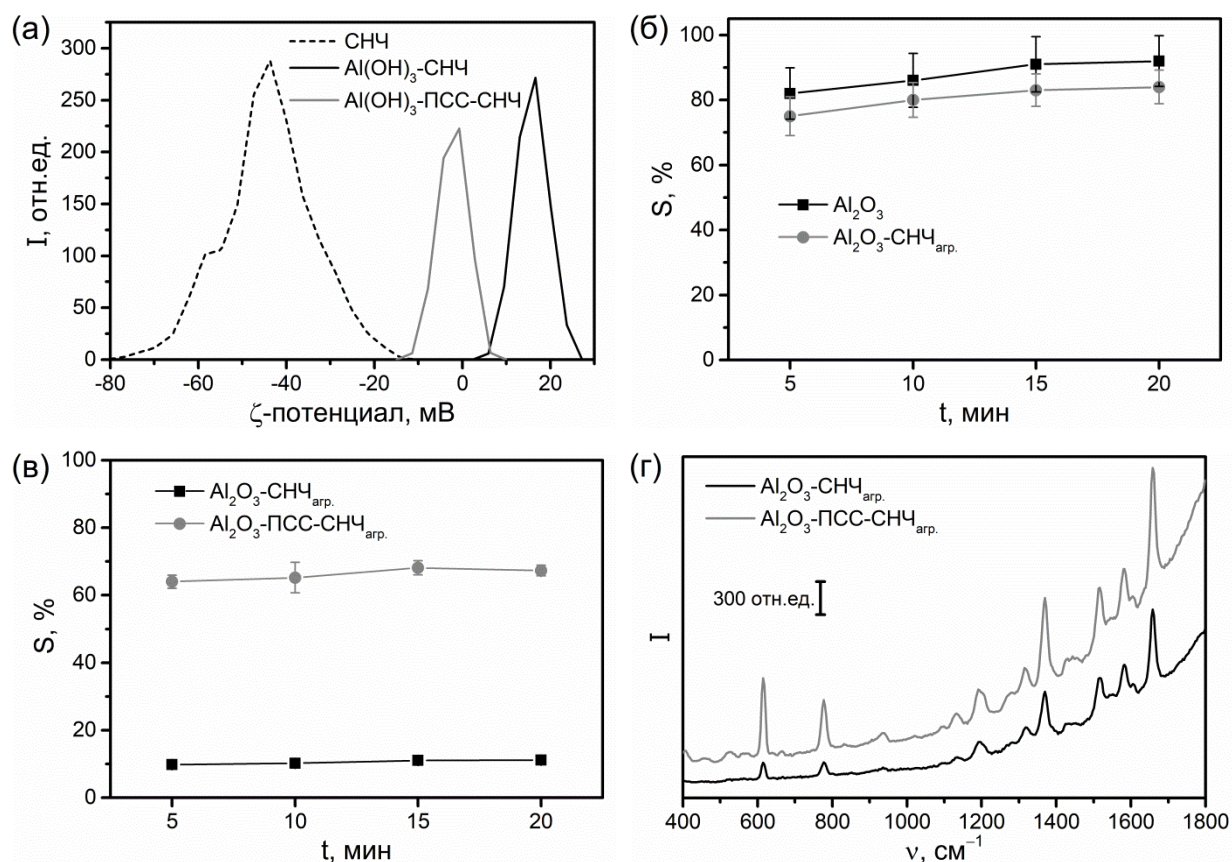 (а)
300
250
200
150
100
50
0
I, отн.ед.
СНЧ
Al(OH)₃-СНЧ
Al(OH)₃-ПСС-СНЧ
-80 -60 -40 -20 0 20
ζ-потенциал, мВ
(б)
100
80
60
40
20
0
S, %
Al₂O₃
Al₂O₃-СНЧагр.
5 10 15 20
t, мин
(в)
100
80
60
40
20
0
S, %
Al₂O₃-СНЧагр.
Al₂O₃-ПСС-СНЧагр.
5 10 15 20
t, мин
(г)
I
Al₂O₃-СНЧагр.
Al₂O₃-ПСС-СНЧагр.
300 отн.ед.
400 600 800 1000 1200 1400 1600 1800
ν, см⁻¹